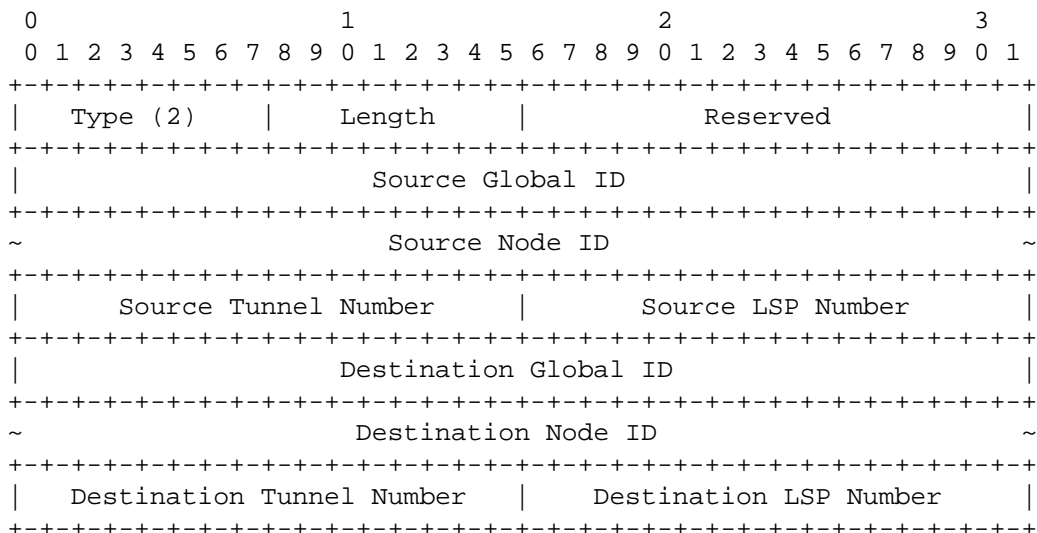 0                   1                   2                   3
 0 1 2 3 4 5 6 7 8 9 0 1 2 3 4 5 6 7 8 9 0 1 2 3 4 5 6 7 8 9 0 1
+-+-+-+-+-+-+-+-+-+-+-+-+-+-+-+-+-+-+-+-+-+-+-+-+-+-+-+-+-+-+-+-+
|   Type (2)    |    Length     |           Reserved            |
+-+-+-+-+-+-+-+-+-+-+-+-+-+-+-+-+-+-+-+-+-+-+-+-+-+-+-+-+-+-+-+-+
|                      Source Global ID                         |
+-+-+-+-+-+-+-+-+-+-+-+-+-+-+-+-+-+-+-+-+-+-+-+-+-+-+-+-+-+-+-+-+
~                       Source Node ID                          ~
+-+-+-+-+-+-+-+-+-+-+-+-+-+-+-+-+-+-+-+-+-+-+-+-+-+-+-+-+-+-+-+-+
|      Source Tunnel Number     |       Source LSP Number       |
+-+-+-+-+-+-+-+-+-+-+-+-+-+-+-+-+-+-+-+-+-+-+-+-+-+-+-+-+-+-+-+-+
|                    Destination Global ID                      |
+-+-+-+-+-+-+-+-+-+-+-+-+-+-+-+-+-+-+-+-+-+-+-+-+-+-+-+-+-+-+-+-+
~                     Destination Node ID                       ~
+-+-+-+-+-+-+-+-+-+-+-+-+-+-+-+-+-+-+-+-+-+-+-+-+-+-+-+-+-+-+-+-+
|   Destination Tunnel Number   |    Destination LSP Number     |
+-+-+-+-+-+-+-+-+-+-+-+-+-+-+-+-+-+-+-+-+-+-+-+-+-+-+-+-+-+-+-+-+